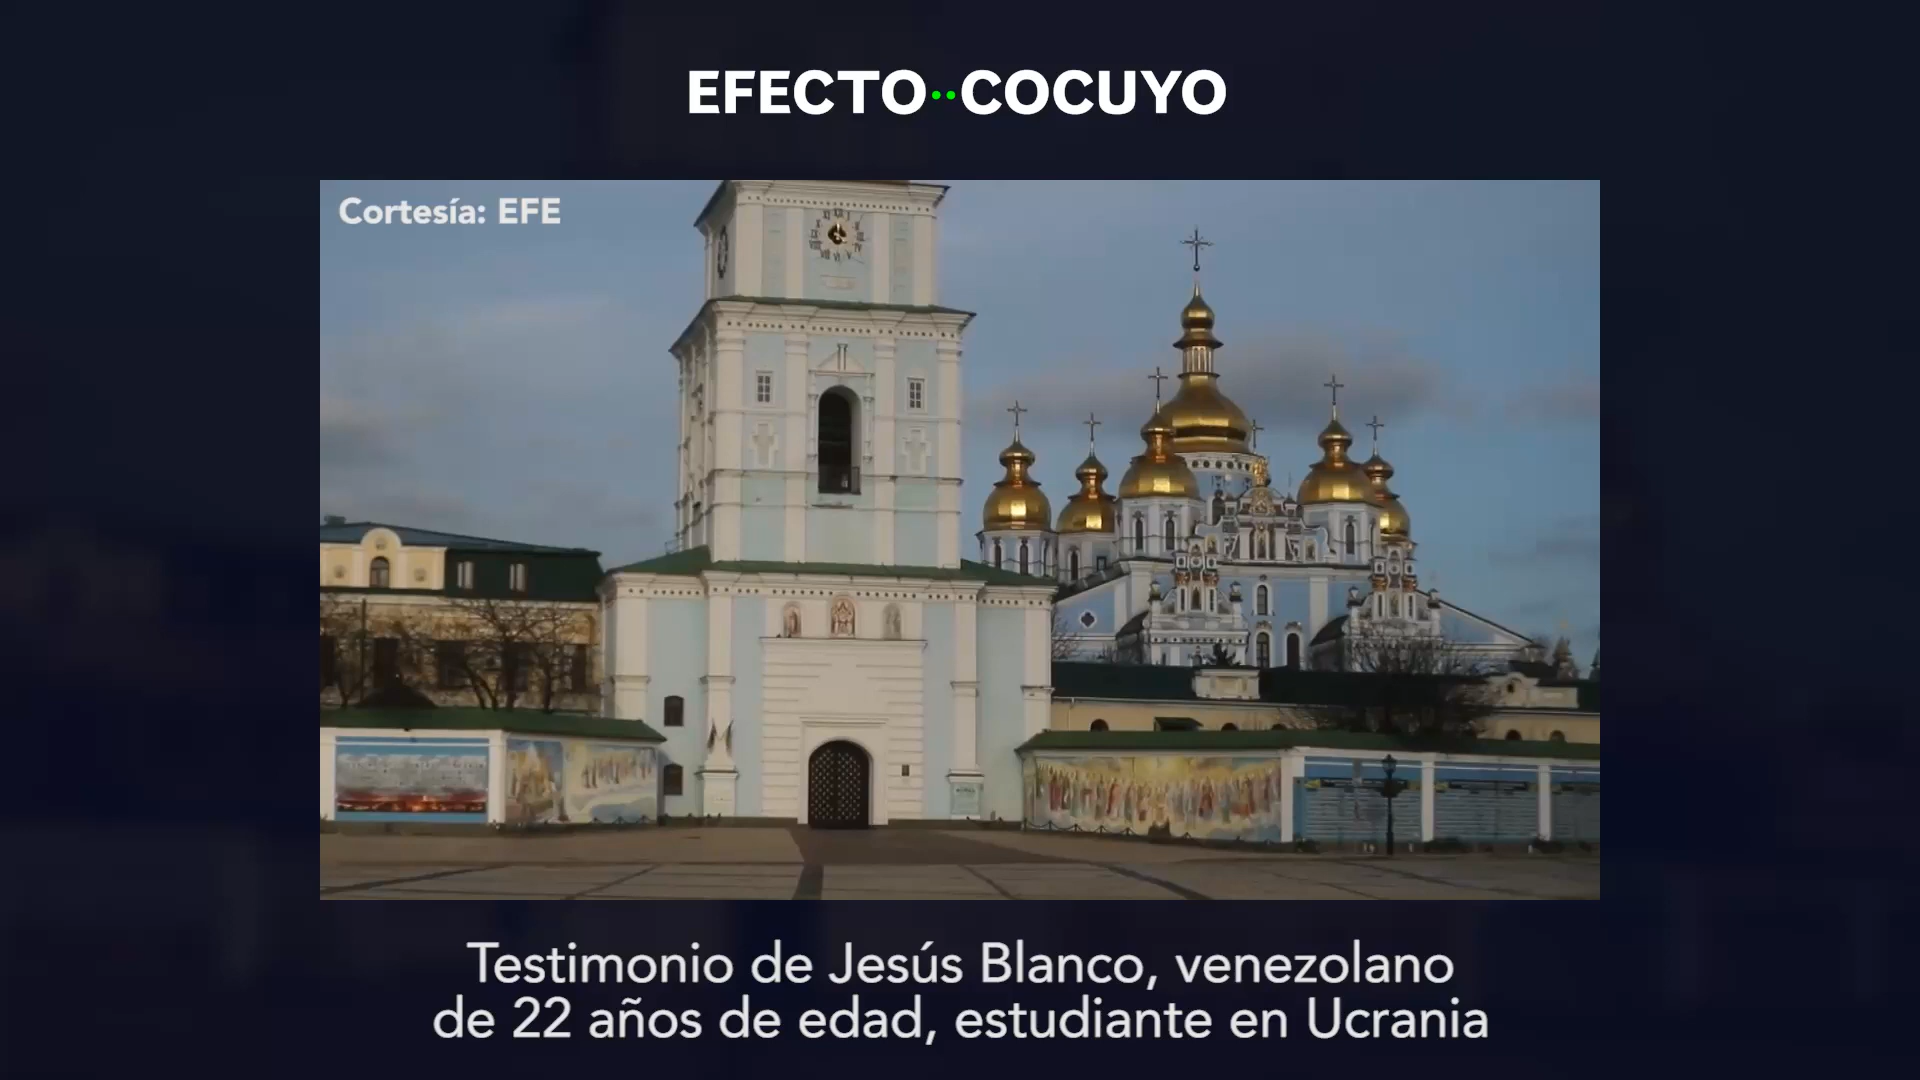 EFECTO··COCUYO
Cortesía: EFE
Testimonio de Jesús Blanco, venezolano
de 22 años de edad, estudiante en Ucrania